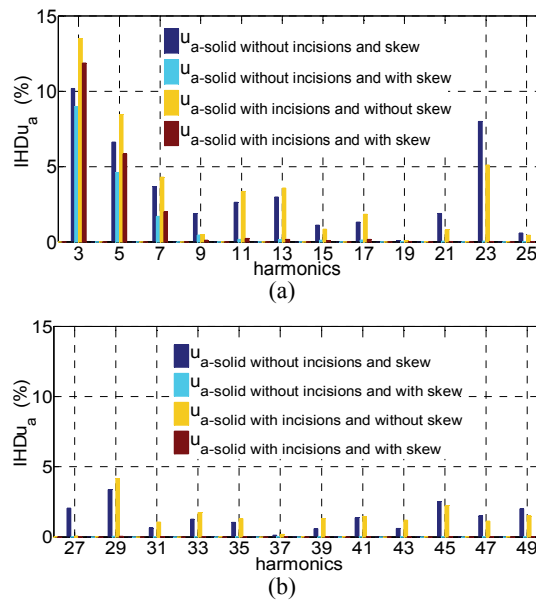 15
10
5
0
IHDu_a (%)
u_a-solid without incisions and skew
u_a-solid without incisions and with skew
u_a-solid with incisions and without skew
u_a-solid with incisions and with skew
3 5 7 9 11 13 15 17 19 21 23 25
harmonics
(a)
15
10
5
0
IHDu_a (%)
u_a-solid without incisions and skew
u_a-solid without incisions and with skew
u_a-solid with incisions and without skew
u_a-solid with incisions and with skew
27 29 31 33 35 37 39 41 43 45 47 49
harmonics
(b)